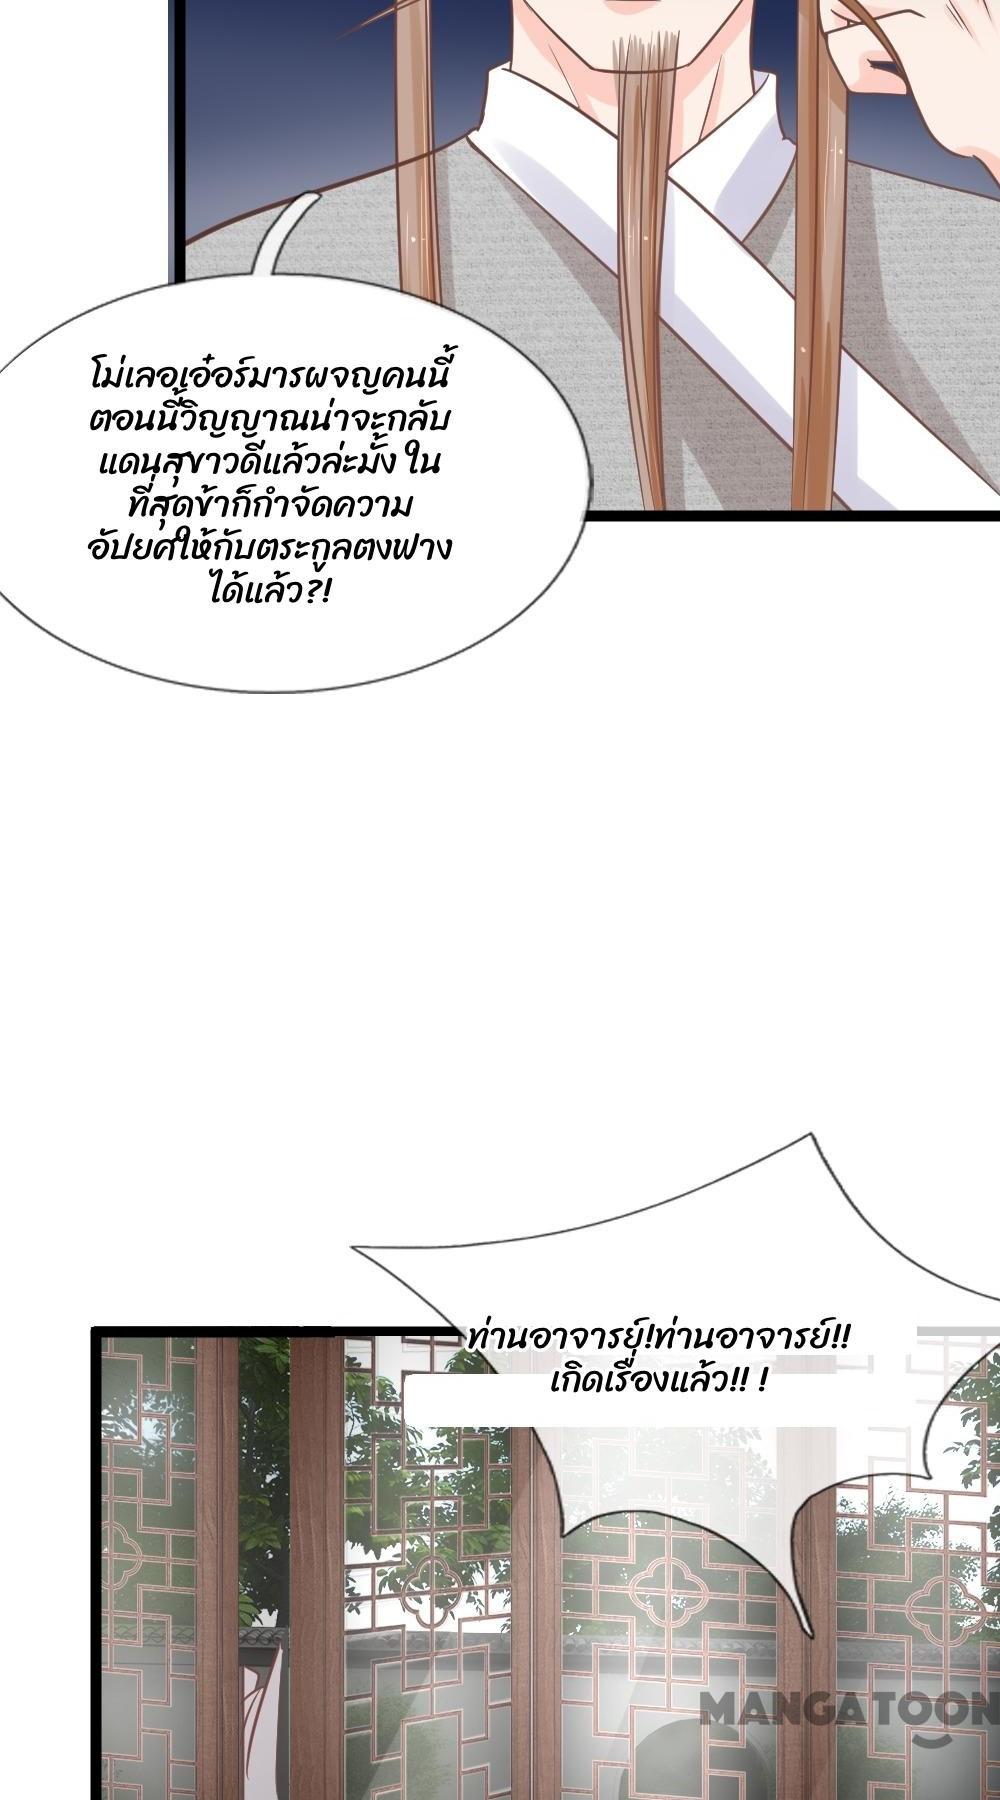 โม่เลอเอ๋อร์มารผจญคนนี้
ตอนนี้วิญญาณน่าจะกลับ
แดนสุขาวดีแล้วล่ะมั้ง ใน
ที่สุดข้าก็กำจัดความ
อัปยศให้กับตระกูลตงฟาง
ได้แล้ว?!
ท่านอาจารย์!ท่านอาจารย์!!
เกิดเรื่องแล้ว!! !
MANGATOON